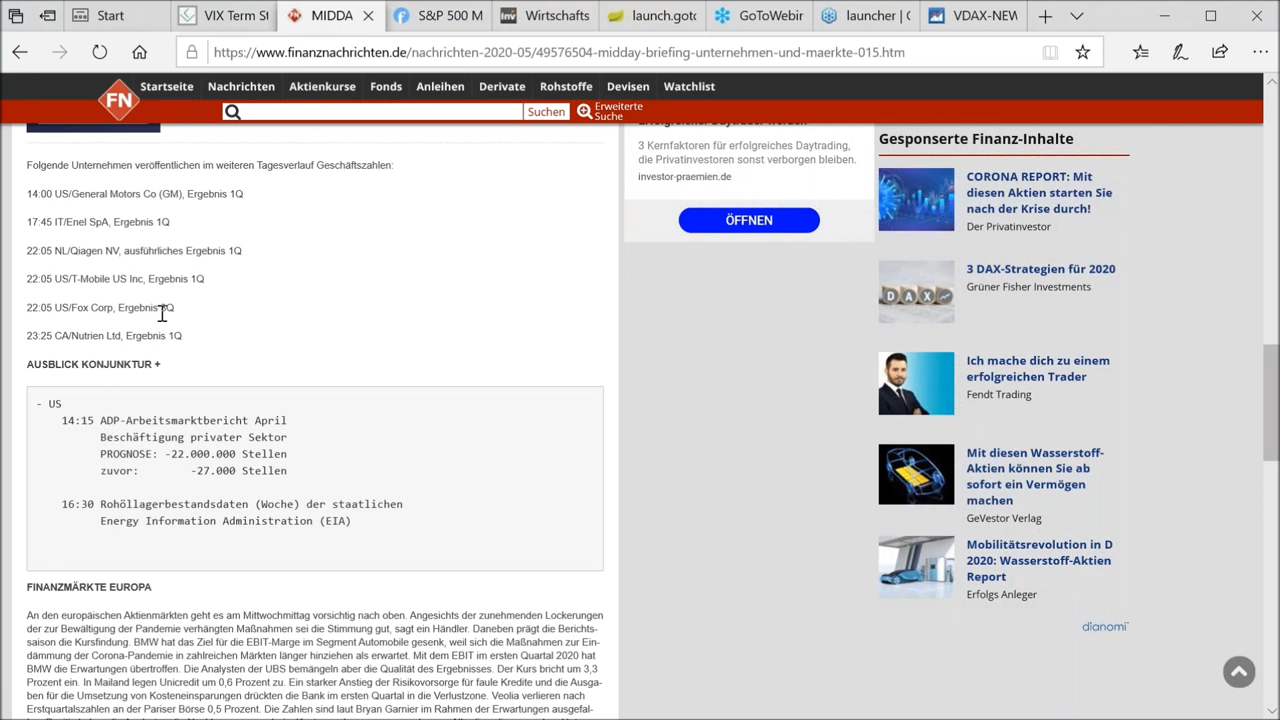 Start
VIX Term St
MIDDA
S&P 500 M
Inv
Wirtschafts
launch.goto
GoToWebir
launcher | G
VDAX-NEW
https://www.finanznachrichten.de/nachrichten-2020-05/49576504-midday-briefing-unternehmen-und-maerkte-015.htm
FN
Startseite
Nachrichten
Aktienkurse
Fonds
Anleihen
Derivate
Rohstoffe
Devisen
Watchlist
Suchen
Erweiterte
Suche
Folgende Unternehmen veröffentlichen im weiteren Tagesverlauf Geschäftszahlen:
14:00 US/General Motors Co (GM), Ergebnis 1Q
17:45 IT/Enel SpA, Ergebnis 1Q
22:05 NL/Qiagen NV, ausführliches Ergebnis 1Q
22:05 US/T-Mobile US Inc, Ergebnis 1Q
22:05 US/Fox Corp, Ergebnis
23:25 CA/Nutrien Ltd, Ergebnis 1Q
AUSBLICK KONJUNKTUR +
- US
14:15 ADP-Arbeitsmarktbericht April
Beschäftigung privater Sektor
PROGNOSE: -22.000.000 Stellen
zuvor: -27.000 Stellen
16:30 Rohöllagerbestandsdaten (Woche) der staatlichen
Energy Information Administration (EIA)
FINANZMÄRKTE EUROPA
An den europäischen Aktienmärkten geht es am Mittwochmittag vorsichtig nach oben. Angesichts der zunehmenden Lockerungen
der zur Bewältigung der Pandemie verhängten Maßnahmen sei die Stimmung gut, sagt ein Händler. Daneben prägt die Berichts-
saison die Kursfindung. BMW hat das Ziel für die EBIT-Marge im Segment Automobile gesenk, weil sich die Maßnahmen zur Ein-
dämmung der Corona-Pandemie in zahlreichen Märkten länger hinziehen als erwartet. Mit dem EBIT im ersten Quartal 2020 hat
BMW die Erwartungen übertroffen. Die Analysten der UBS bemängeln aber die Qualität des Ergebnisses. Der Kurs bricht um 3,3
Prozent ein. In Mailand legen Unicredit um 0,6 Prozent zu. Ein starker Anstieg der Risikovorsorge für faule Kredite und die Ausga-
ben für die Umsetzung von Kosteneinsparungen drückten die Bank im ersten Quartal in die Verlustzone. Veolia verlieren nach
Erstquartalszahlen an der Pariser Börse 0,5 Prozent. Die Zahlen sind laut Bryan Garnier im Rahmen der Erwartungen ausgefal-
3 Kernfaktoren für erfolgreiches Daytrading,
die Privatinvestoren sonst verborgen bleiben.
investor-praemien.de
ÖFFNEN
Gesponserte Finanz-Inhalte
CORONA REPORT: Mit
diesen Aktien starten Sie
nach der Krise durch!
Der Privatinvestor
DAX
3 DAX-Strategien für 2020
Grüner Fisher Investments
Ich mache dich zu einem
erfolgreichen Trader
Fendt Trading
Mit diesen Wasserstoff-
Aktien können Sie ab
sofort ein Vermögen
machen
GeVestor Verlag
Mobilitätsrevolution in D
2020: Wasserstoff-Aktien
Report
Erfolgs Anleger
dianomi